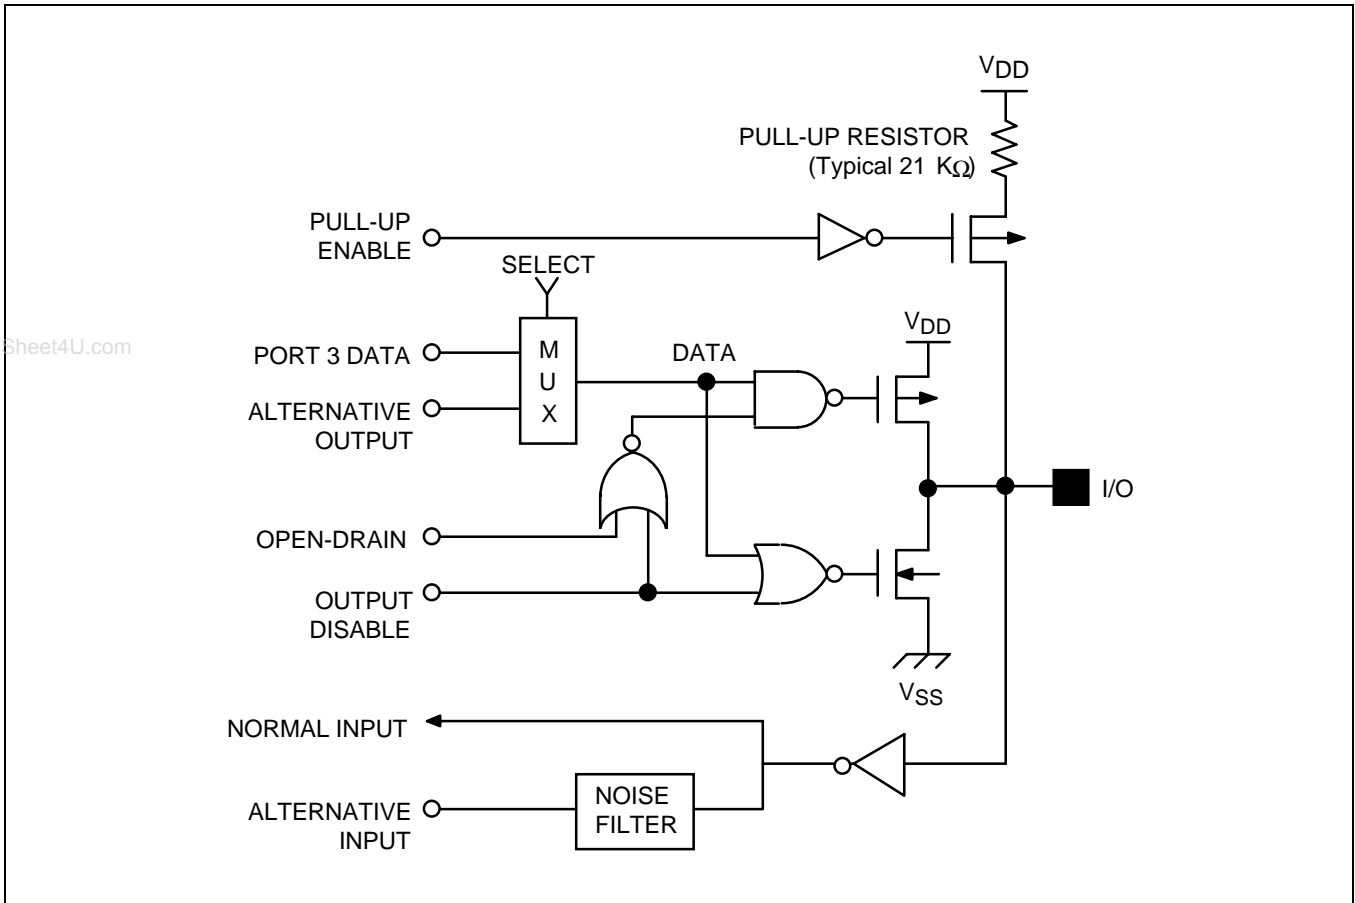 VDD
PULL-UP RESISTOR
(Typical 21 KΩ)
PULL-UP
ENABLE
SELECT
Sheet4U.com
PORT 3 DATA
ALTERNATIVE
OUTPUT
M
U
X
DATA
VDD
I/O
OPEN-DRAIN
OUTPUT
DISABLE
VSS
NORMAL INPUT
ALTERNATIVE
INPUT
NOISE
FILTER